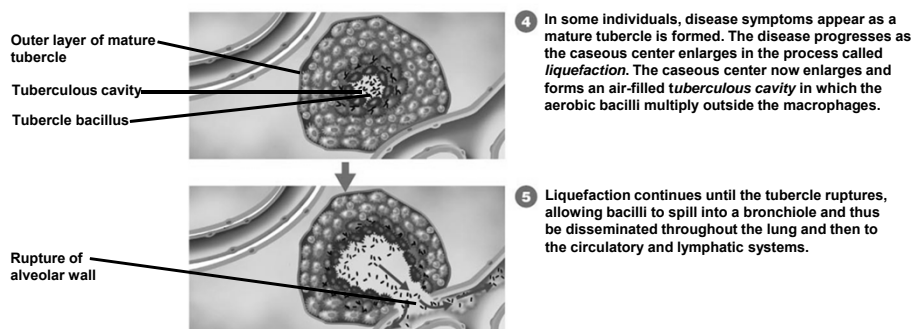 Outer layer of mature
tubercle
Tuberculous cavity
Tubercle bacillus
4 In some individuals, disease symptoms appear as a
mature tubercle is formed. The disease progresses as
the caseous center enlarges in the process called
liquefaction. The caseous center now enlarges and
forms an air-filled tuberculous cavity in which the
aerobic bacilli multiply outside the macrophages.
Rupture of
alveolar wall
5 Liquefaction continues until the tubercle ruptures,
allowing bacilli to spill into a bronchiole and thus
be disseminated throughout the lung and then to
the circulatory and lymphatic systems.